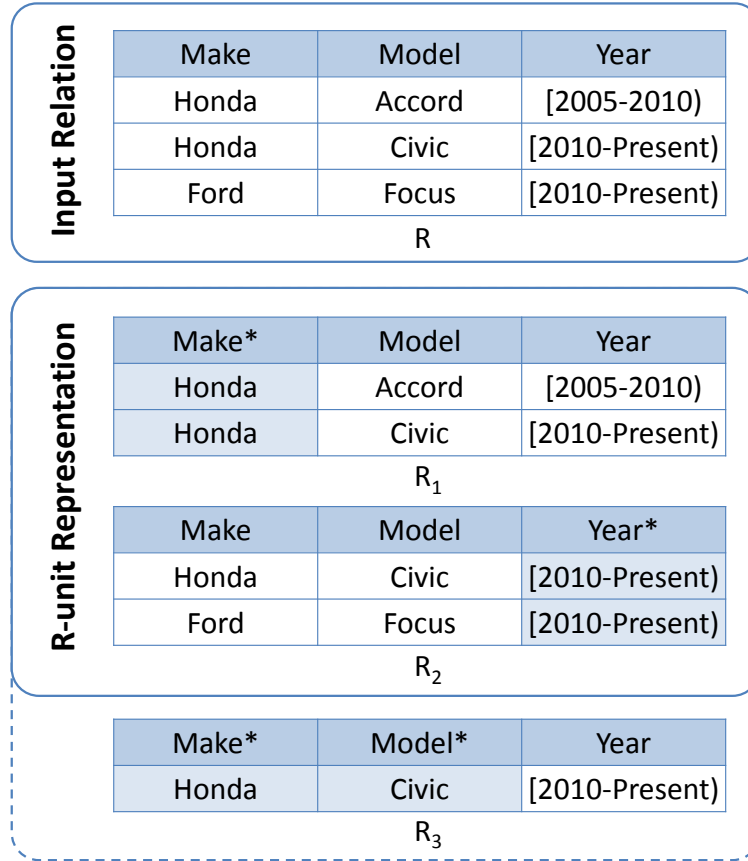 Input Relation
Make Model Year
Honda Accord [2005-2010)
Honda Civic [2010-Present)
Ford Focus [2010-Present)
R
R-unit Representation
Make* Model Year
Honda Accord [2005-2010)
Honda Civic [2010-Present)
R₁
Make Model Year*
Honda Civic [2010-Present)
Ford Focus [2010-Present)
R₂
Make* Model* Year
Honda Civic [2010-Present)
R₃